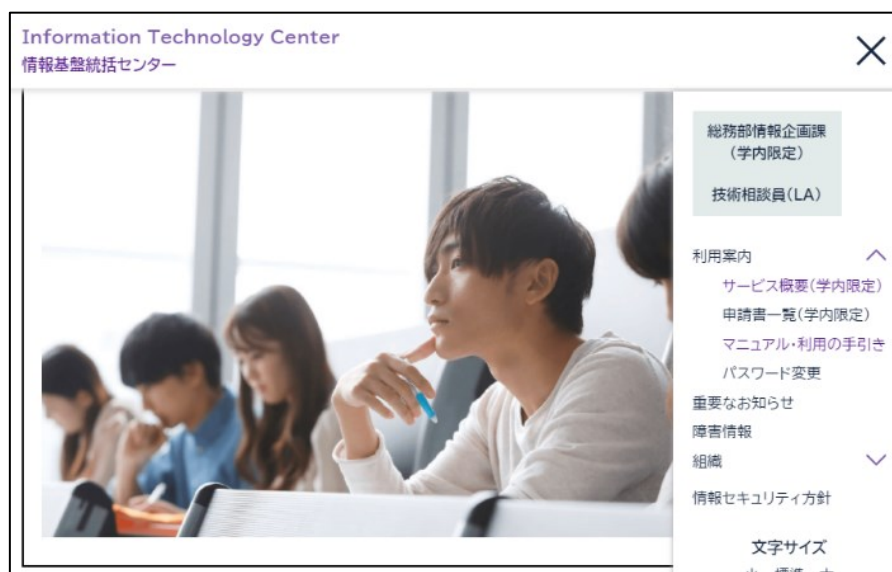 Information Technology Center
情報基盤統括センター
総務部情報企画課
(学内限定)
技術相談員(LA)
利用案内
サービス概要(学内限定)
申請書一覧(学内限定)
マニュアル・利用の手引き
パスワード変更
重要なお知らせ
障害情報
組織
情報セキュリティ方針
文字サイズ